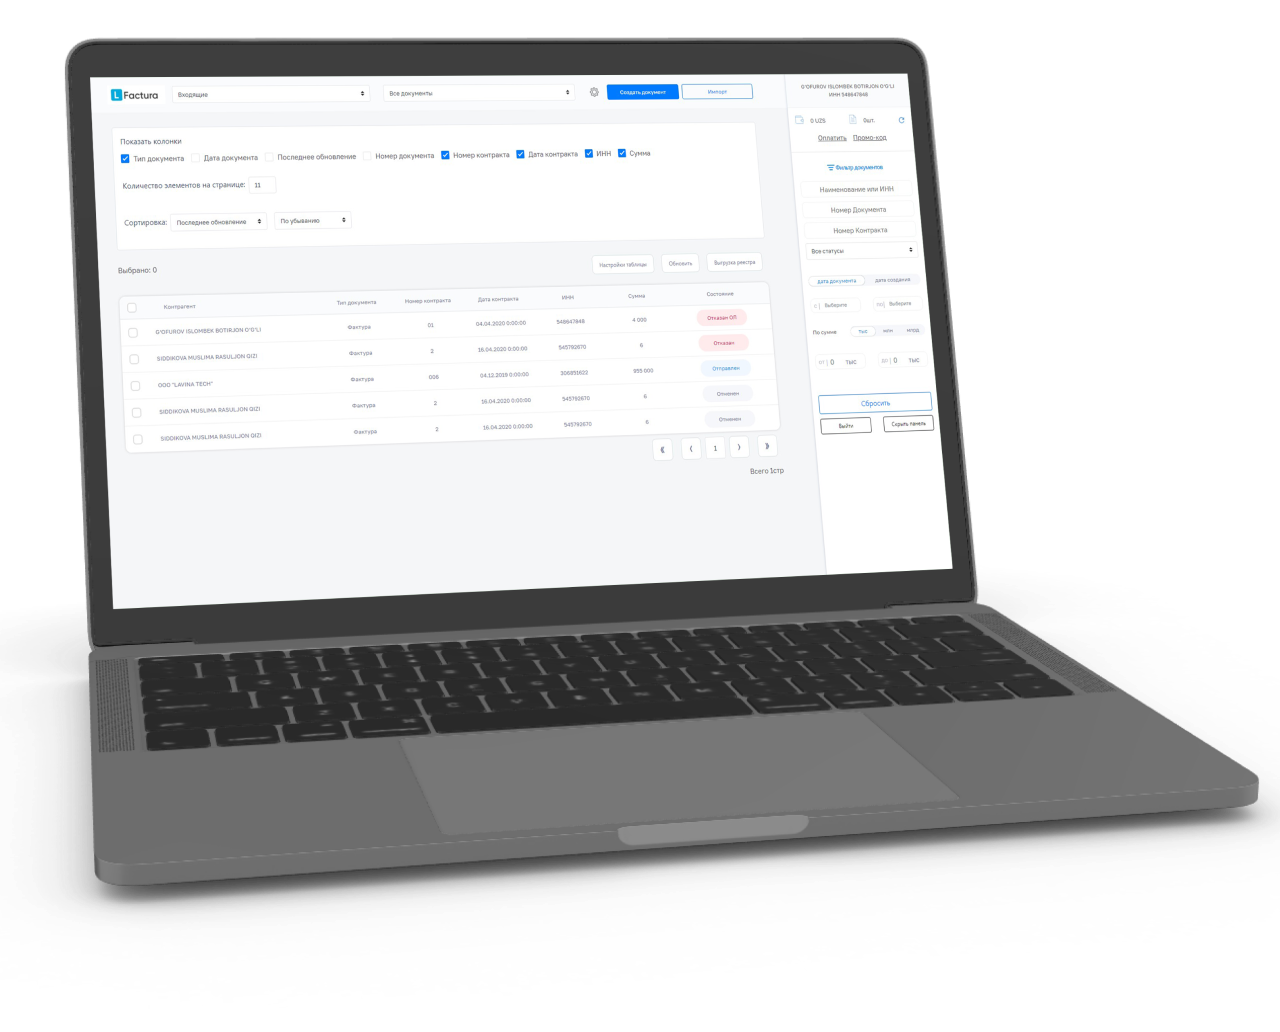 L Factura
Входящие
Все документы
Создать документ
Импорт
Показать колонки
Тип документа Дата документа Последнее обновление Номер документа Номер контракта Дата контракта ИНН Сумма
Количество элементов на странице: 11
Сортировка: Последнее обновление По убыванию
Выбрано: 0
Настройки таблицы Обновить Выгрузка реестра
Контрагент Тип документа Номер контракта Дата контракта ИНН Сумма Состояние
G'OFUROV ISLOMBEK BOTIRJON O'G'LI Фактура 01 04.04.2020 0:00:00 548647848 4 000 Отказан ОП
SIDDIKOVA MUSLIMA RASULJON QIZI Фактура 2 16.04.2020 0:00:00 545792670 6 Отказан
OOO "LAVINA TECH" Фактура 006 04.12.2019 0:00:00 306851622 955 000 Отправлен
SIDDIKOVA MUSLIMA RASULJON QIZI Фактура 2 16.04.2020 0:00:00 545792670 6 Отменен
SIDDIKOVA MUSLIMA RASULJON QIZI Фактура 2 16.04.2020 0:00:00 545792670 6 Отменен
1
Всего 1стр
G'OFUROV ISLOMBEK BOTIRJON O'G'LI
ИНН 548647848
0 UZS 0шт.
Оплатить Промо-код
Фильтр документов
Наименование или ИНН
Номер Документа
Номер Контракта
Все статусы
дата документа дата создания
с| Выберите по| Выберите
По сумме тыс млн млрд
от| 0 тыс до| 0 тыс
Сбросить
Выйти Скрыть панель